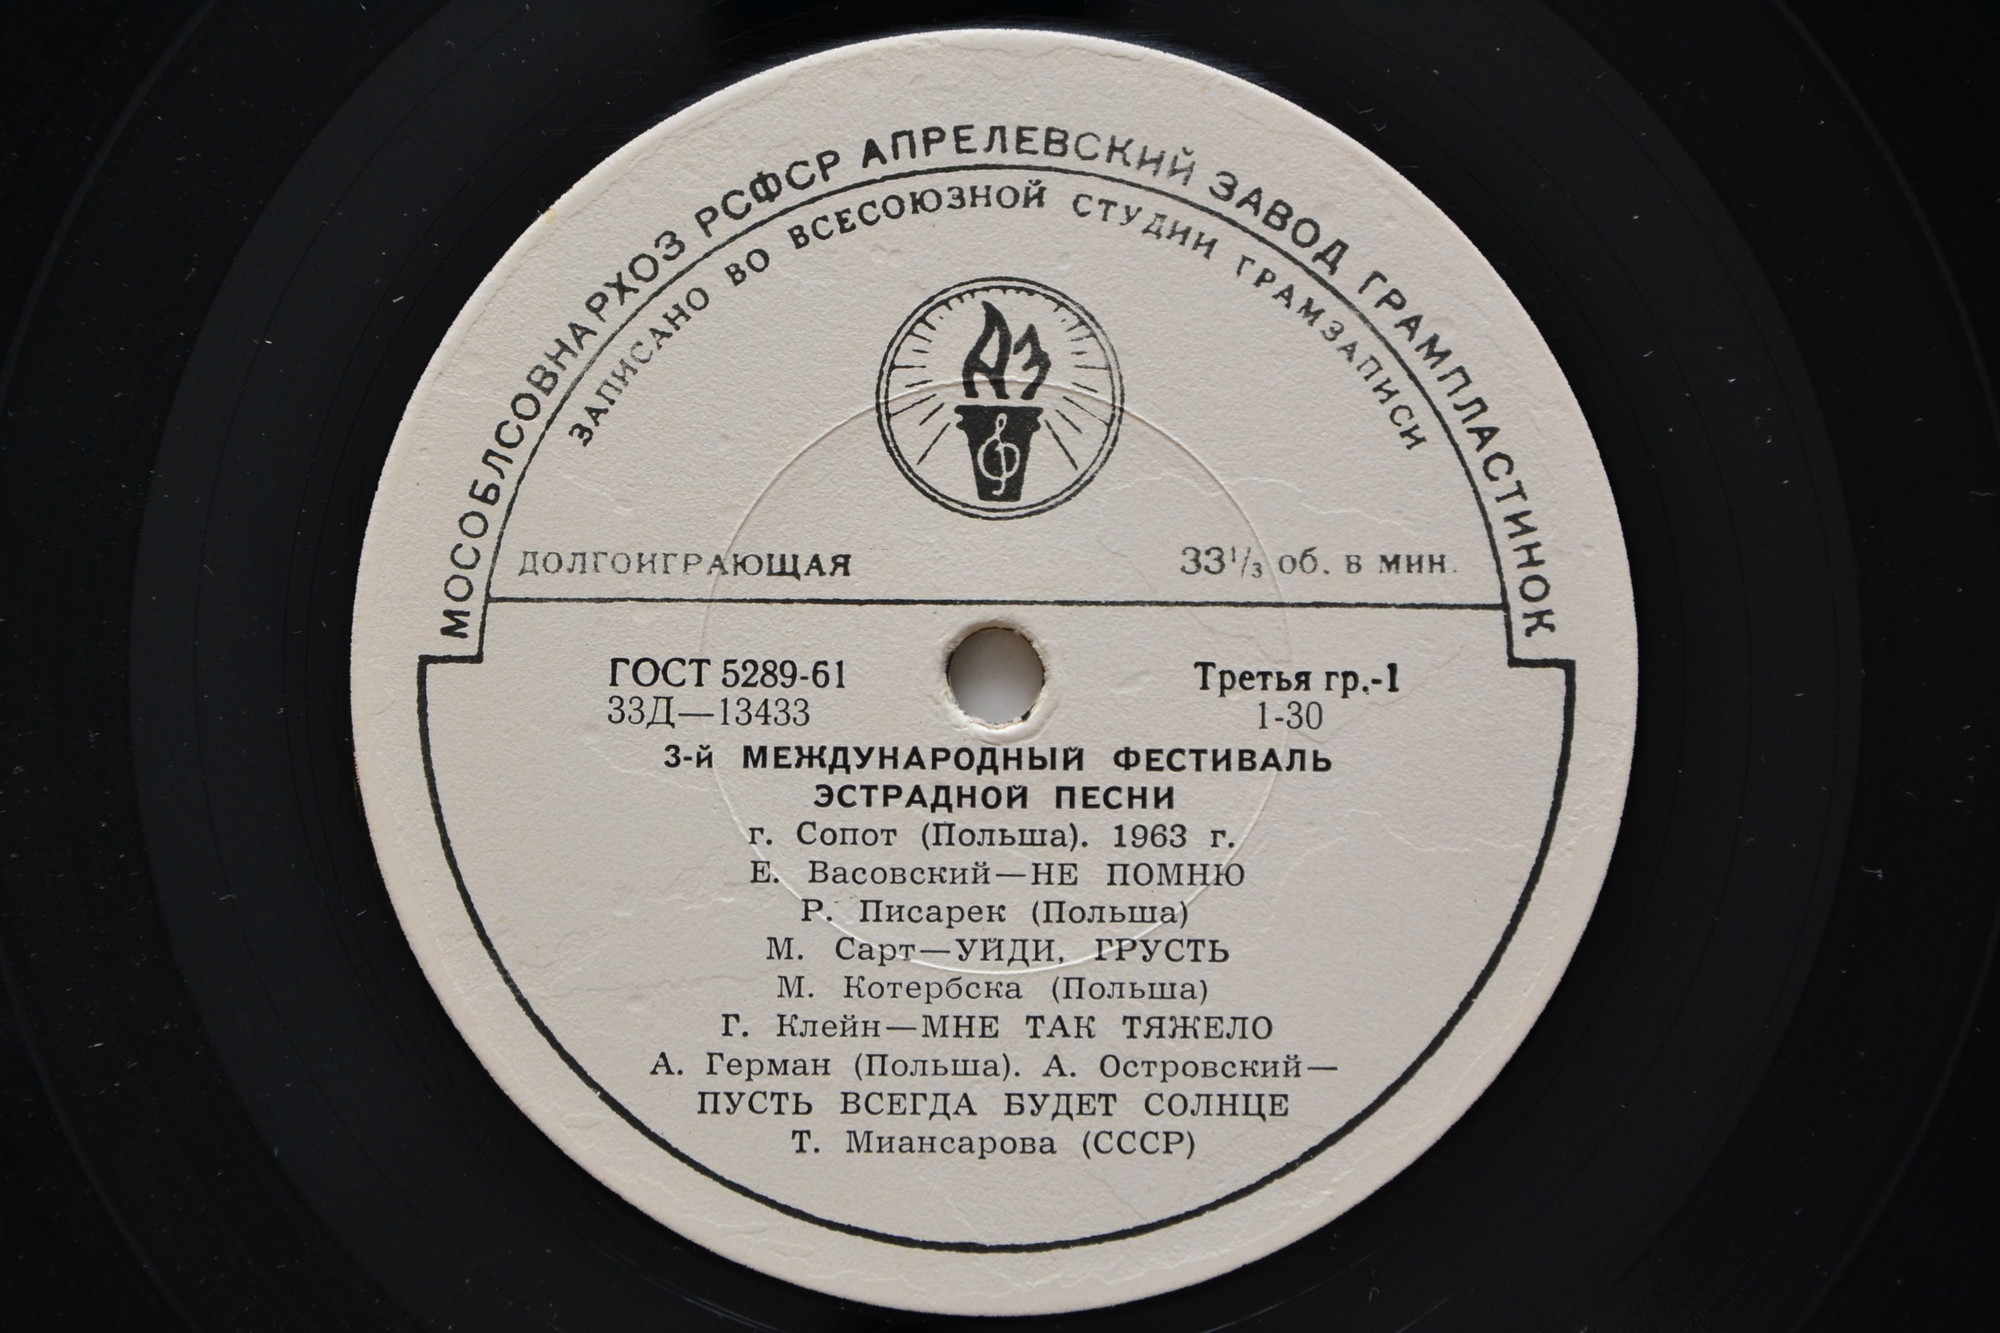 МОСОБЛСОВНАРХОЗ РСФСР АПРЕЛЕВСКИЙ ЗАВОД ГРАМПЛАСТИНОК
ЗАПИСАНО ВО ВСЕСОЮЗНОЙ СТУДИИ ГРАМЗАПИСИ
АЗ
ДОЛГОИГРАЮЩАЯ 33 1/3 об. в мин.
ГОСТ 5289-61 Третья гр.-1
33Д—13433 1-30
3-й МЕЖДУНАРОДНЫЙ ФЕСТИВАЛЬ
ЭСТРАДНОЙ ПЕСНИ
г. Сопот (Польша). 1963 г.
Е. Васовский—НЕ ПОМНЮ
Р. Писарек (Польша)
М. Сарт—УЙДИ, ГРУСТЬ
М. Котербска (Польша)
Г. Клейн—МНЕ ТАК ТЯЖЕЛО
А. Герман (Польша). А. Островский—
ПУСТЬ ВСЕГДА БУДЕТ СОЛНЦЕ
Т. Миансарова (СССР)